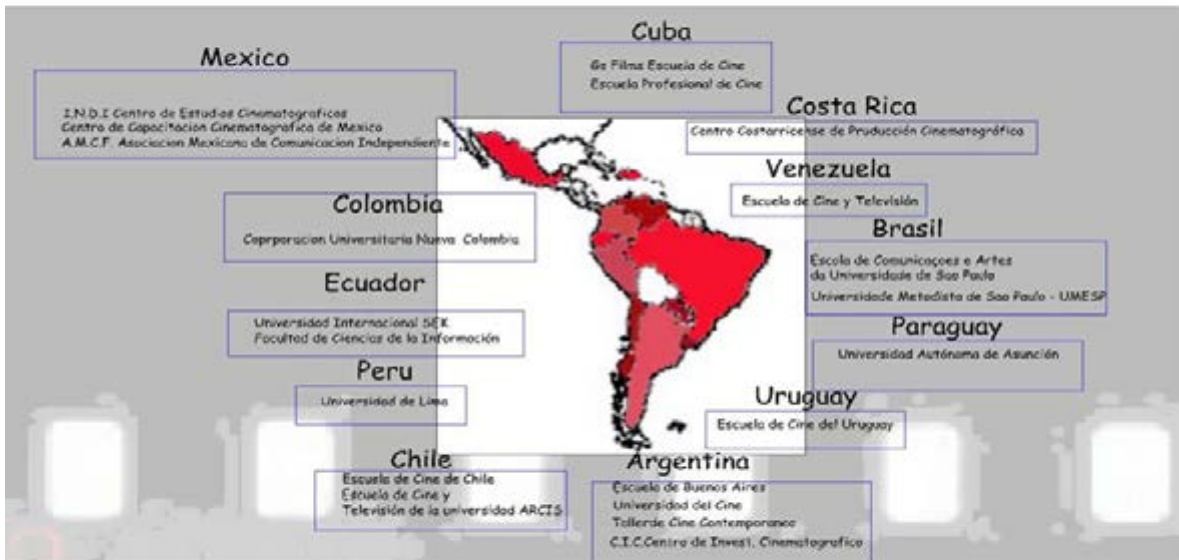 Mexico
I.N.D.I Centro de Estudios Cinematograficos
Centro de Capacitacion Cinematografica de Mexico
A.M.C.F. Asociacion Mexicana de Comunicacion Independiente
Cuba
Gs Films Escuela de Cine
Escuela Profesional de Cine
Costa Rica
Centro Costarricense de Prucción Cinematográfica
Venezuela
Escuela de Cine y Televisión
Colombia
Coprporacion Universitaria Nueva Colombia
Brasil
Escola de Comunicaçoes e Artes
da Universidade de Sao Paulo
Universidade Metodista de Sao Paulo - UMESP
Ecuador
Universidad Internacional SEK
Facultad de Ciencias de la Información
Paraguay
Universidad Autónoma de Asunción
Peru
Universidad de Lima
Uruguay
Escuela de Cine del Uruguay
Chile
Escuela de Cine de Chile
Escuela de Cine y
Televisión de la universidad ARCIS
Argentina
Escuela de Buenos Aires
Universidad del Cine
Tallerde Cine Contemporaneo
C.I.C.Centro de Invest. Cinematografico